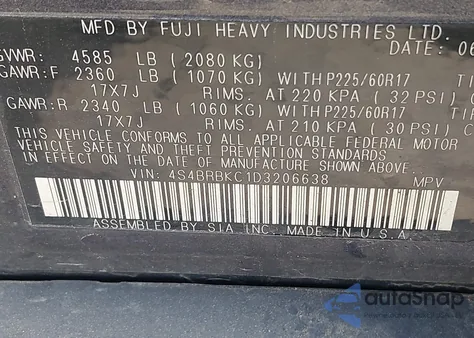 MFD BY FUJI HEAVY INDUSTRIES LTD.
DATE: 06
GVWR: 4585 LB (2080 KG)
GAWR:F 2360 LB (1070 KG) WITH P225/60R17 TI
17X7J RIMS. AT 220 KPA (32 PSI)
GAWR:R 2340 LB (1060 KG) WITH P225/60R17 TI
17X7J RIMS. AT 210 KPA (30 PSI)
THIS VEHICLE CONFORMS TO ALL APPLICABLE FEDERAL MOTOR
VEHICLE SAFETY AND THEFT PREVENTION STANDARDS
IN EFFECT ON THE DATE OF MANUFACTURE SHOWN ABOVE.
VIN: 4S4BRBKC1D3206638 MPV
ASSEMBLED BY SIA INC. MADE IN U.S.A.
autosnap